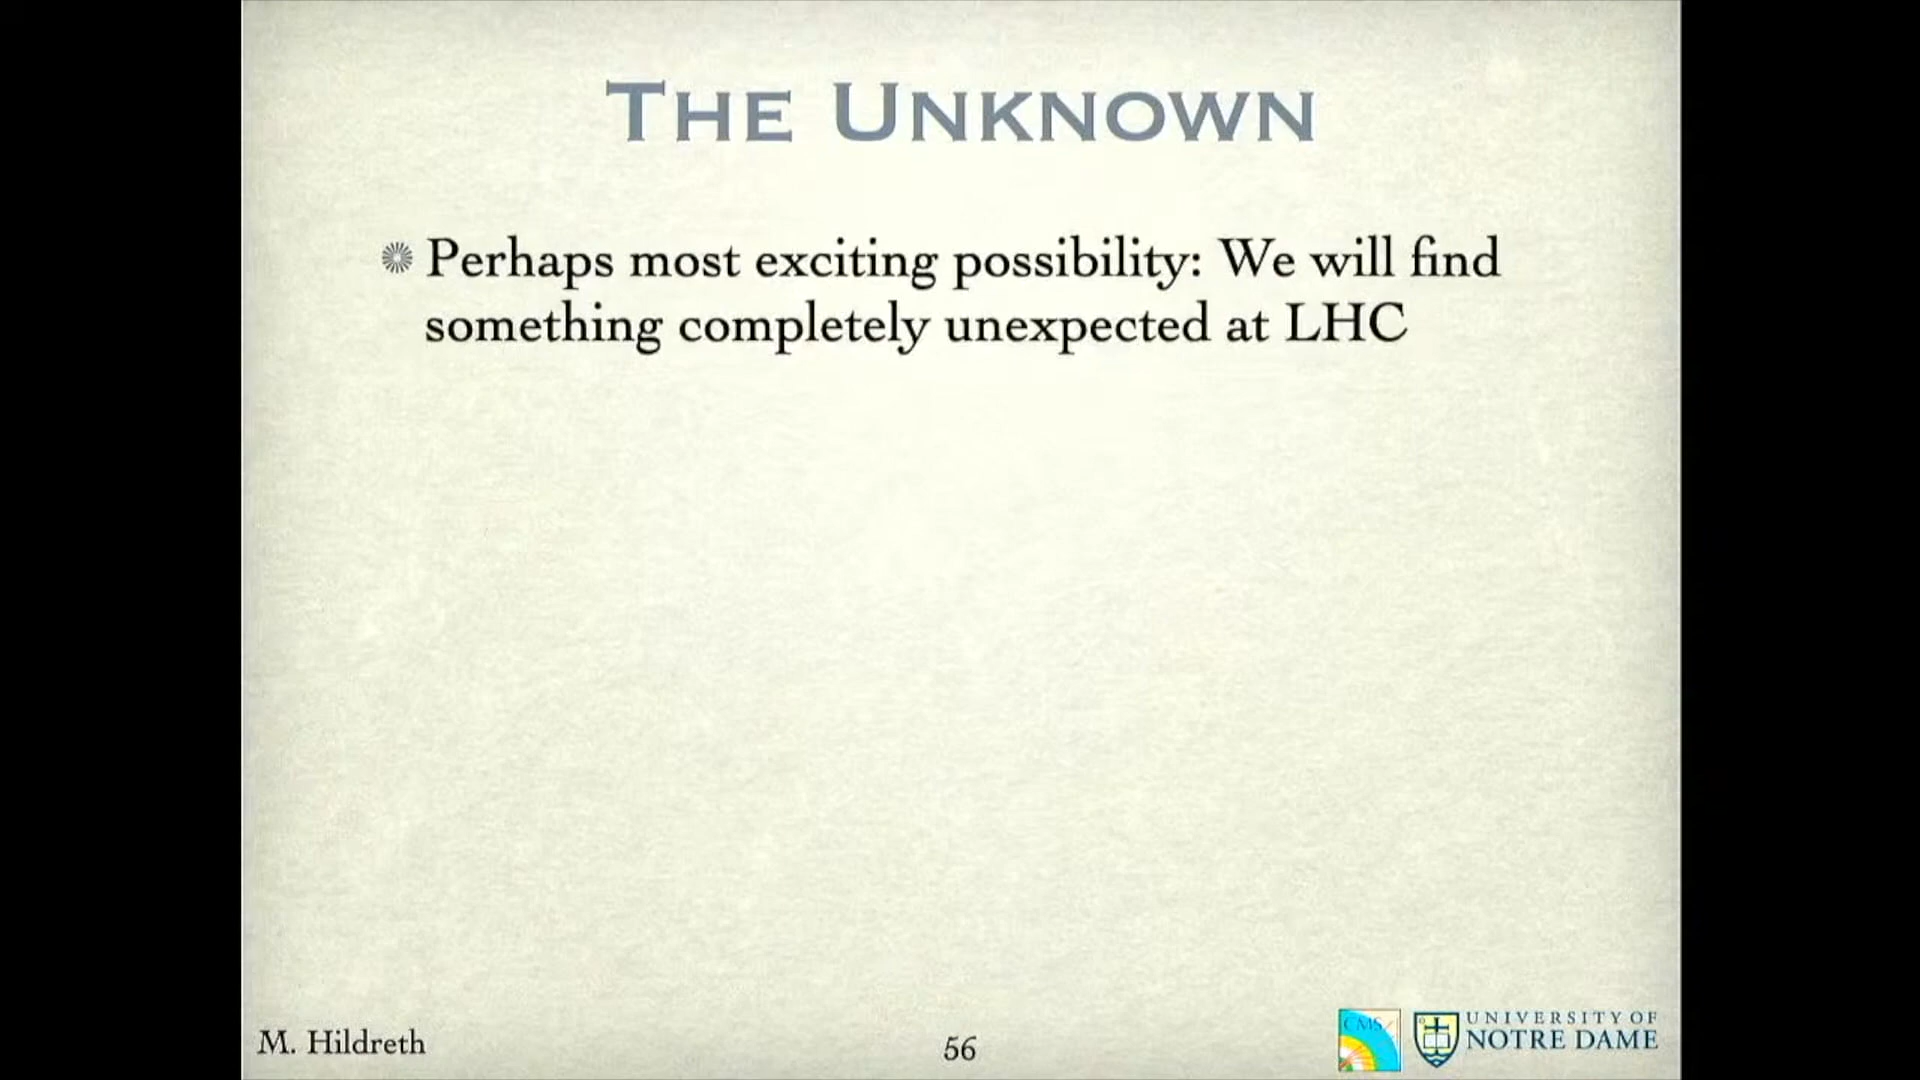 The Unknown
Perhaps most exciting possibility: We will find
something completely unexpected at LHC
M. Hildreth
56
CMS
UNIVERSITY OF
NOTRE DAME